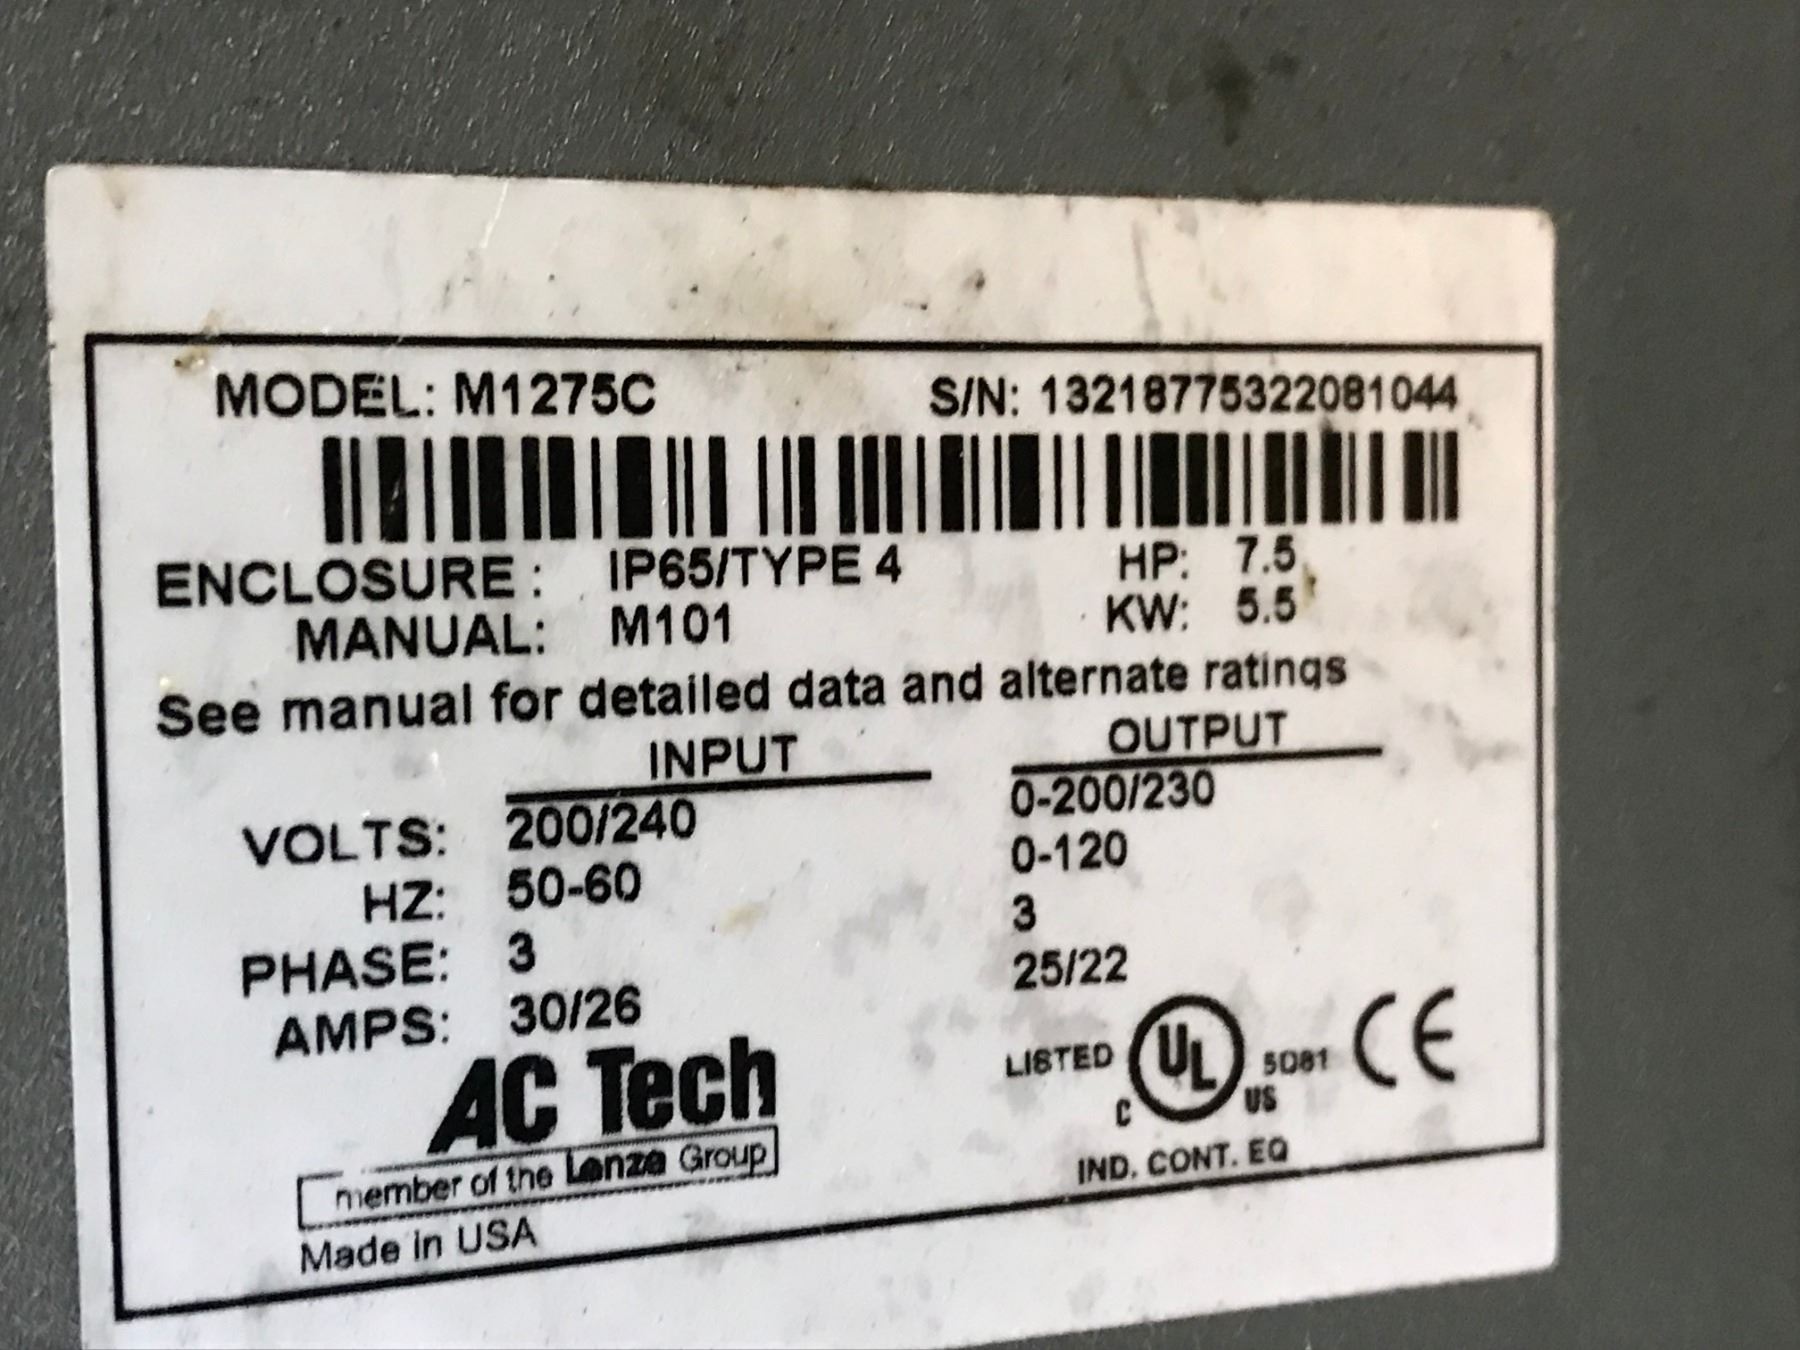 MODEL: M1275C S/N: 13218775322081044
ENCLOSURE: IP65/TYPE 4 HP: 7.5
MANUAL: M101 KW: 5.5
See manual for detailed data and alternate ratings
INPUT OUTPUT
VOLTS: 200/240 0-200/230
HZ: 50-60 0-120
PHASE: 3 3
AMPS: 30/26 25/22
AC Tech
member of the Lenze Group
Made in USA
LISTED C UL US 5D81 CE
IND. CONT. EQ